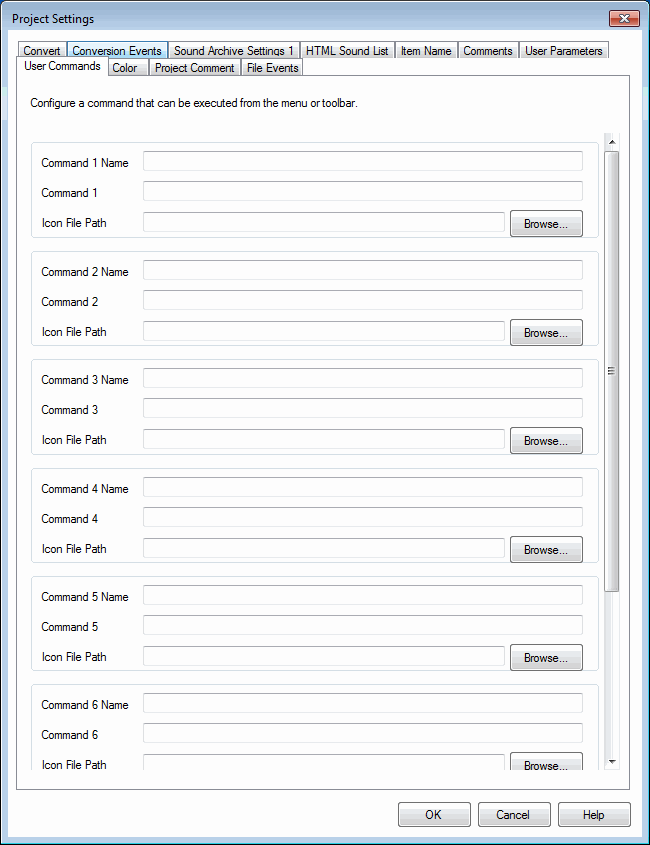 Project Settings
Convert Conversion Events Sound Archive Settings 1 HTML Sound List Item Name Comments User Parameters
User Commands Color Project Comment File Events
Configure a command that can be executed from the menu or toolbar.
Command 1 Name
Command 1
Icon File Path Browse...
Command 2 Name
Command 2
Icon File Path Browse...
Command 3 Name
Command 3
Icon File Path Browse...
Command 4 Name
Command 4
Icon File Path Browse...
Command 5 Name
Command 5
Icon File Path Browse...
Command 6 Name
Command 6
Icon File Path Browse...
OK Cancel Help